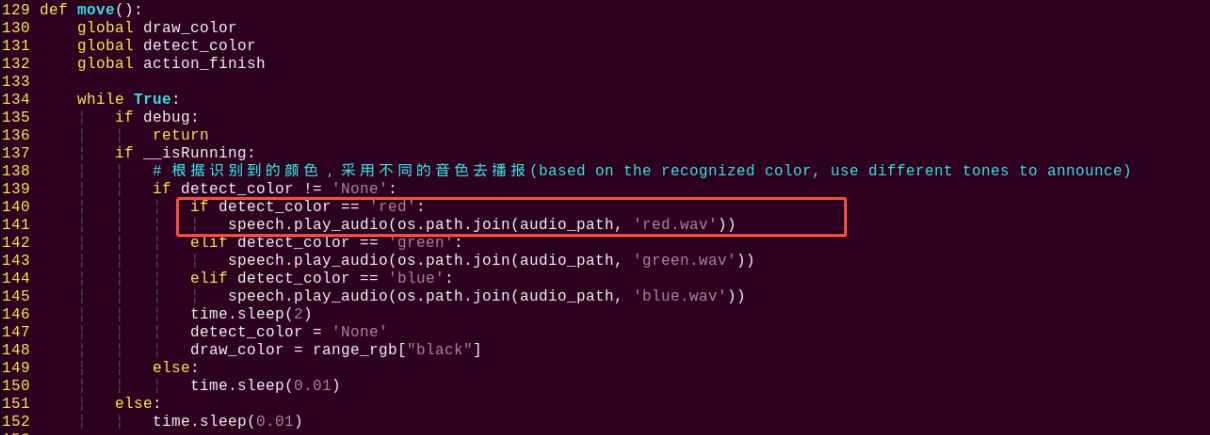 129 def move():
130     global draw_color
131     global detect_color
132     global action_finish
133
134     while True:
135         if debug:
136             return
137         if __isRunning:
138             # 根据识别到的颜色，采用不同的音色去播报(based on the recognized color, use different tones to announce)
139             if detect_color != 'None':
140                 if detect_color == 'red':
141                     speech.play_audio(os.path.join(audio_path, 'red.wav'))
142                 elif detect_color == 'green':
143                     speech.play_audio(os.path.join(audio_path, 'green.wav'))
144                 elif detect_color == 'blue':
145                     speech.play_audio(os.path.join(audio_path, 'blue.wav'))
146                 time.sleep(2)
147                 detect_color = 'None'
148                 draw_color = range_rgb["black"]
149             else:
150                 time.sleep(0.01)
151         else:
152             time.sleep(0.01)